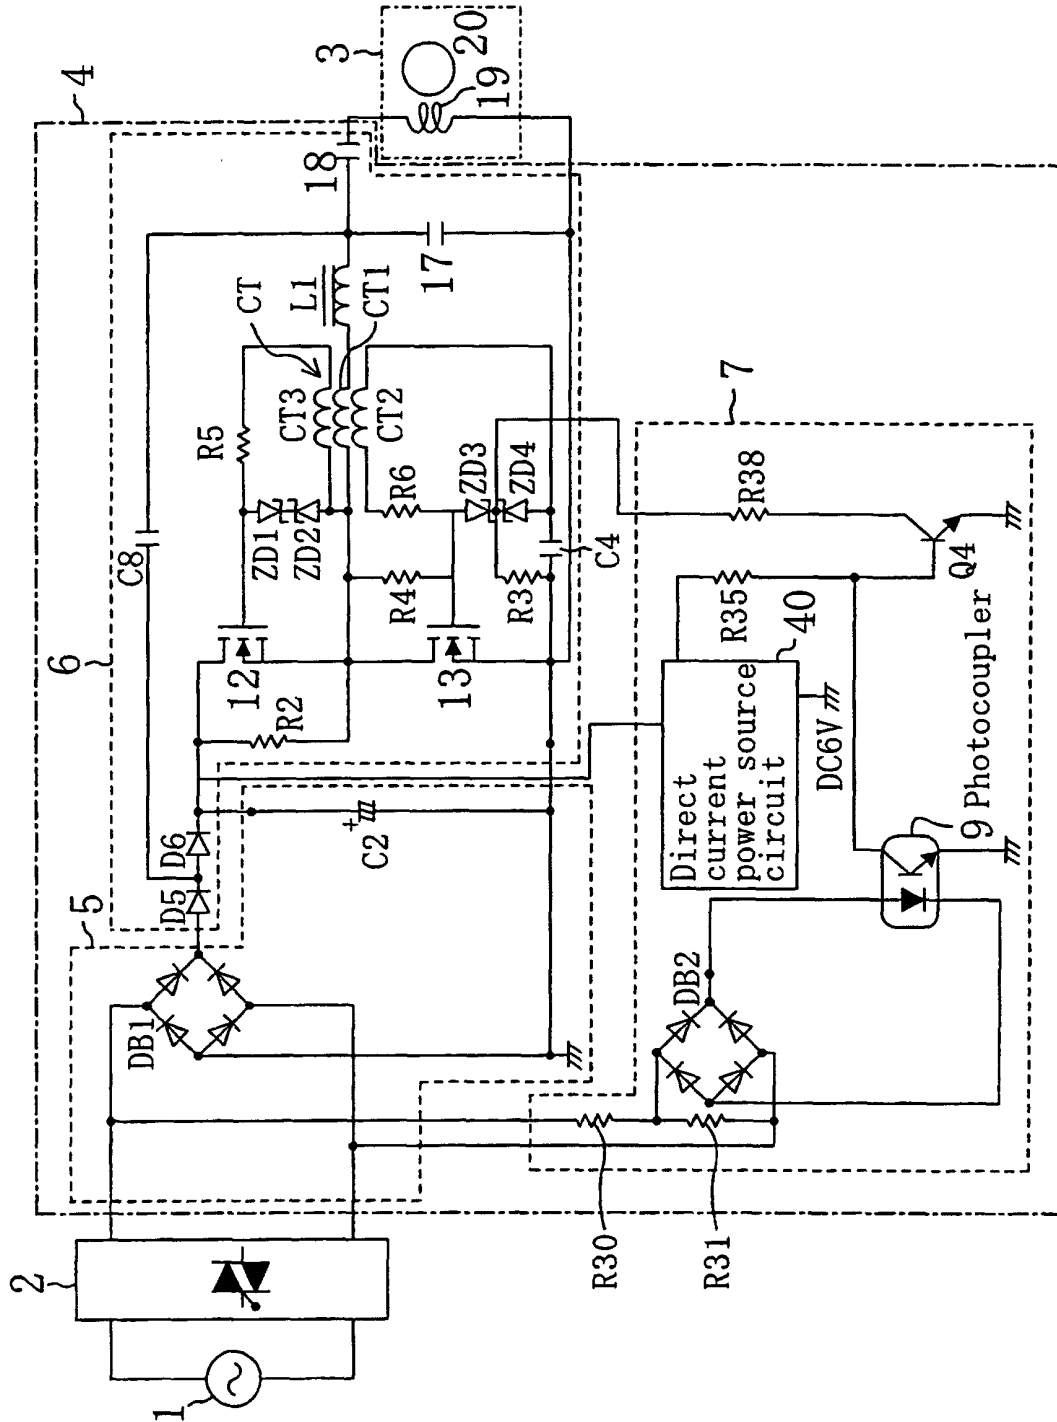 1
2
3
4
5
6
7
DB1
D5
D6
C8
C2
R2
12
13
R5
ZD1
ZD2
CT3
CT
L1
CT1
CT2
R4
R6
R3
ZD3
ZD4
C4
17
18
19
20
R30
R31
DB2
Direct
current
power source
circuit
40
DC6V
R35
R38
Q4
9 Photocoupler